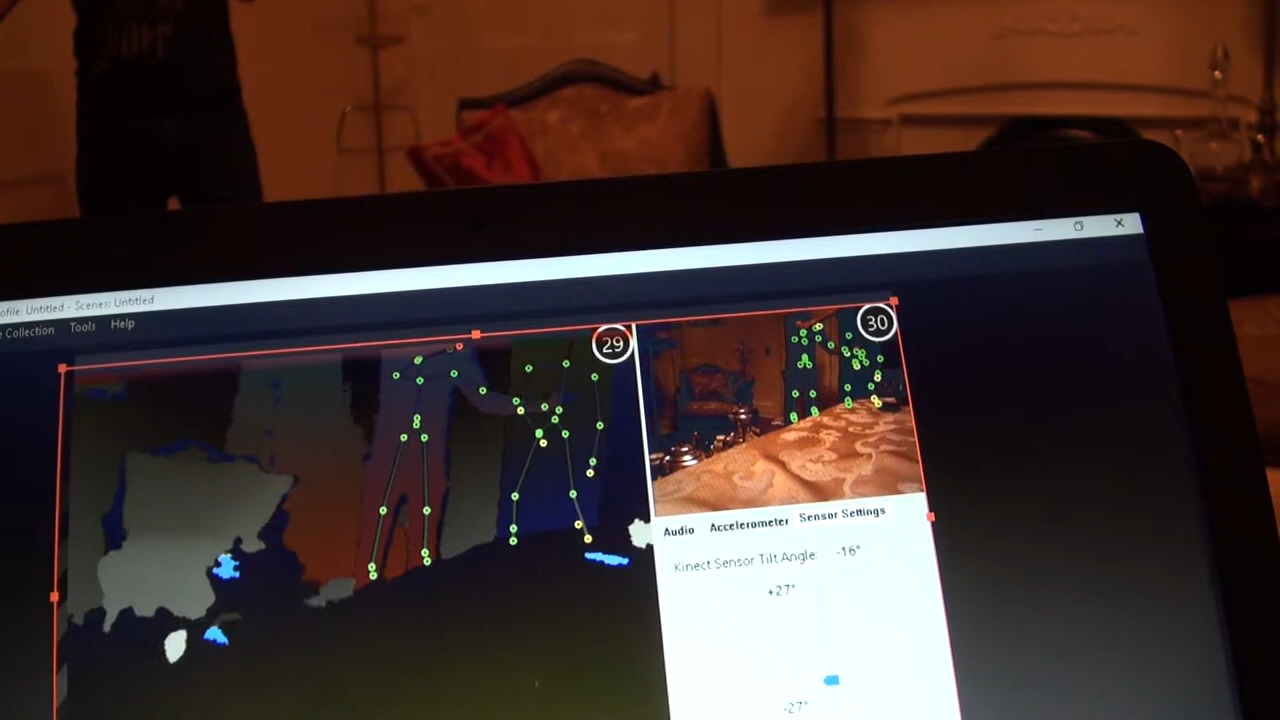 ofile: Untitled - Scenes: Untitled
e Collection Tools Help
29
30
Audio Accelerometer Sensor Settings
Kinect Sensor Tilt Angle: -16°
+27°
-27°